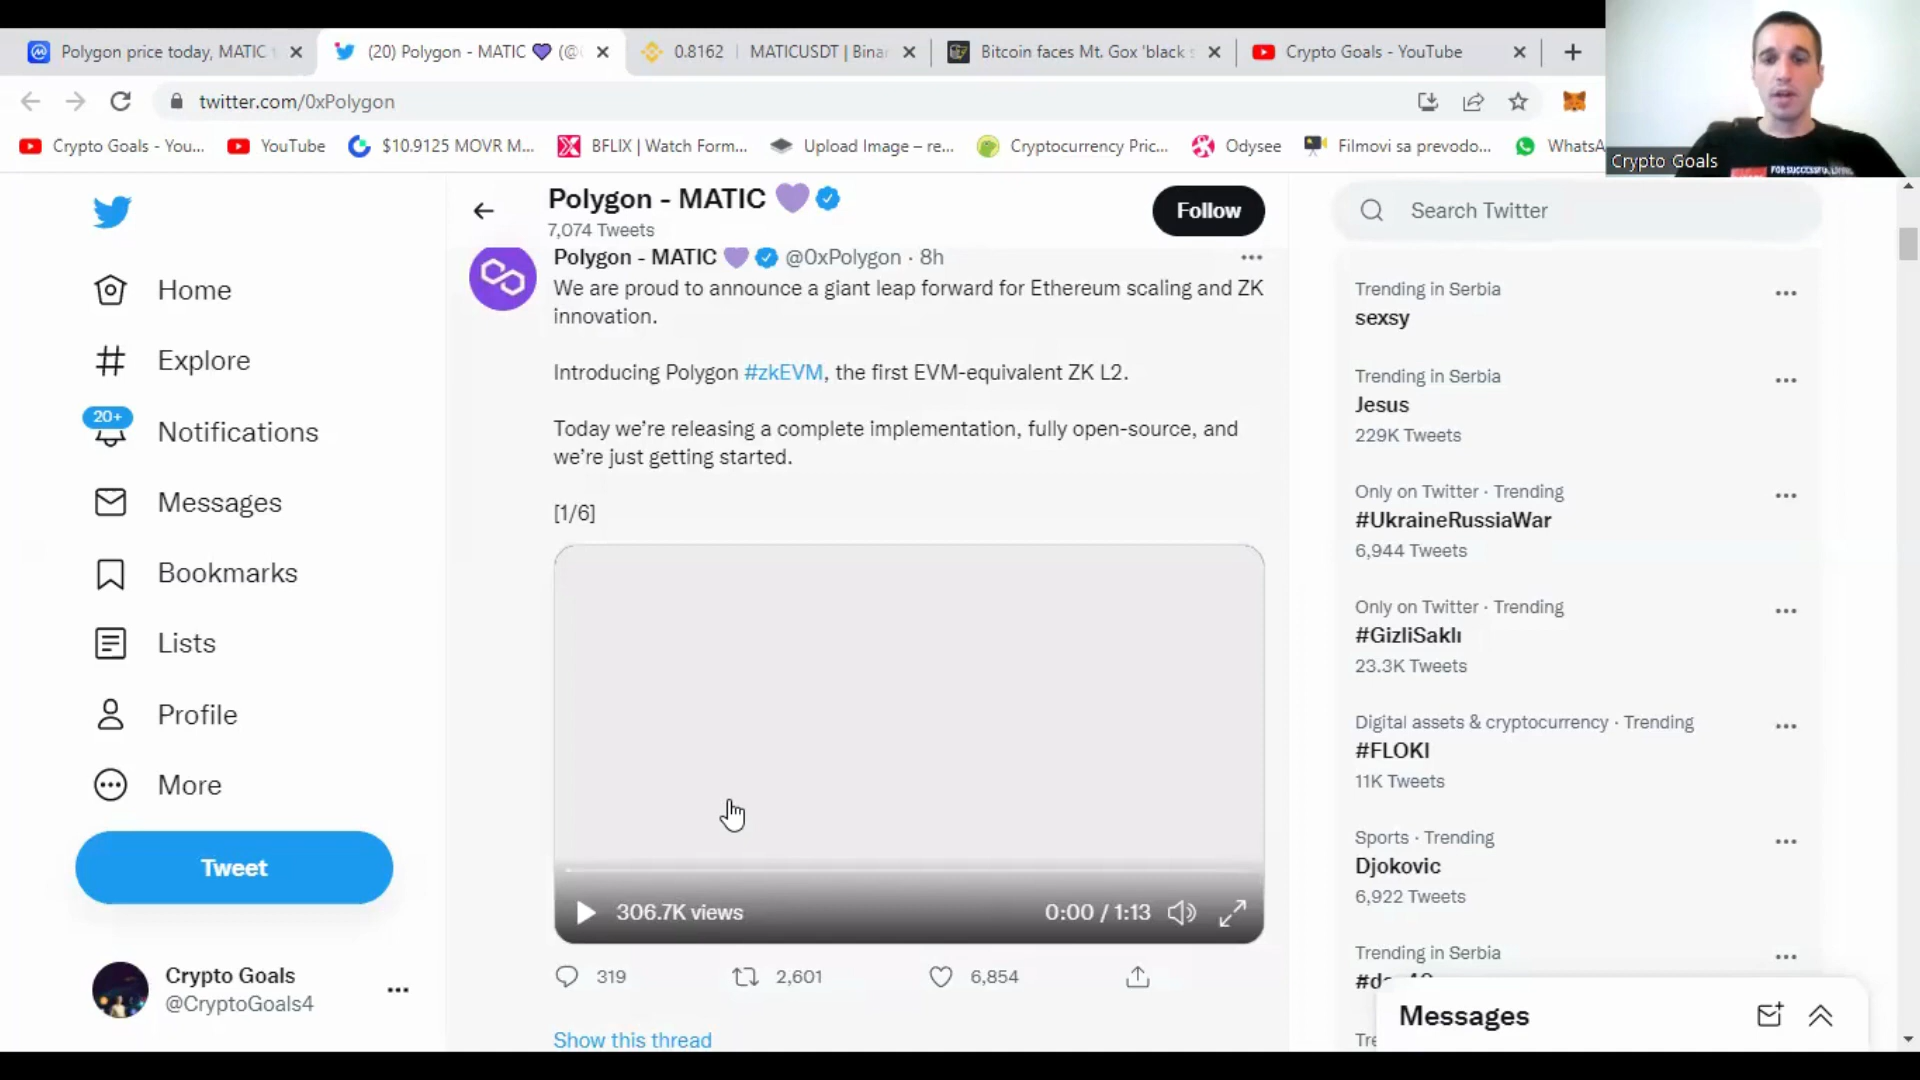 Polygon price today, MATIC
(20) Polygon - MATIC 💜 (@
0.8162 | MATICUSDT | Bina
Bitcoin faces Mt. Gox 'black
Crypto Goals - YouTube
twitter.com/0xPolygon
Crypto Goals - You...
YouTube
$10.9125 MOVR M...
BFLIX | Watch Form...
Upload Image – re...
Cryptocurrency Pric...
Odysee
Filmovi sa prevodo...
WhatsA
Crypto Goals
FOR SUCCESSFUL
Polygon - MATIC 💜
7,074 Tweets
Follow
Search Twitter
Home
Explore
20+
Notifications
Messages
Bookmarks
Lists
Profile
More
Tweet
Crypto Goals
@CryptoGoals4
Polygon - MATIC 💜 @0xPolygon · 8h
We are proud to announce a giant leap forward for Ethereum scaling and ZK
innovation.
Introducing Polygon #zkEVM, the first EVM-equivalent ZK L2.
Today we're releasing a complete implementation, fully open-source, and
we're just getting started.
[1/6]
306.7K views
0:00 / 1:13
319
2,601
6,854
Show this thread
Trending in Serbia
sexsy
Trending in Serbia
Jesus
229K Tweets
Only on Twitter · Trending
#UkraineRussiaWar
6,944 Tweets
Only on Twitter · Trending
#GizliSaklı
23.3K Tweets
Digital assets & cryptocurrency · Trending
#FLOKI
11K Tweets
Sports · Trending
Djokovic
6,922 Tweets
Trending in Serbia
Messages